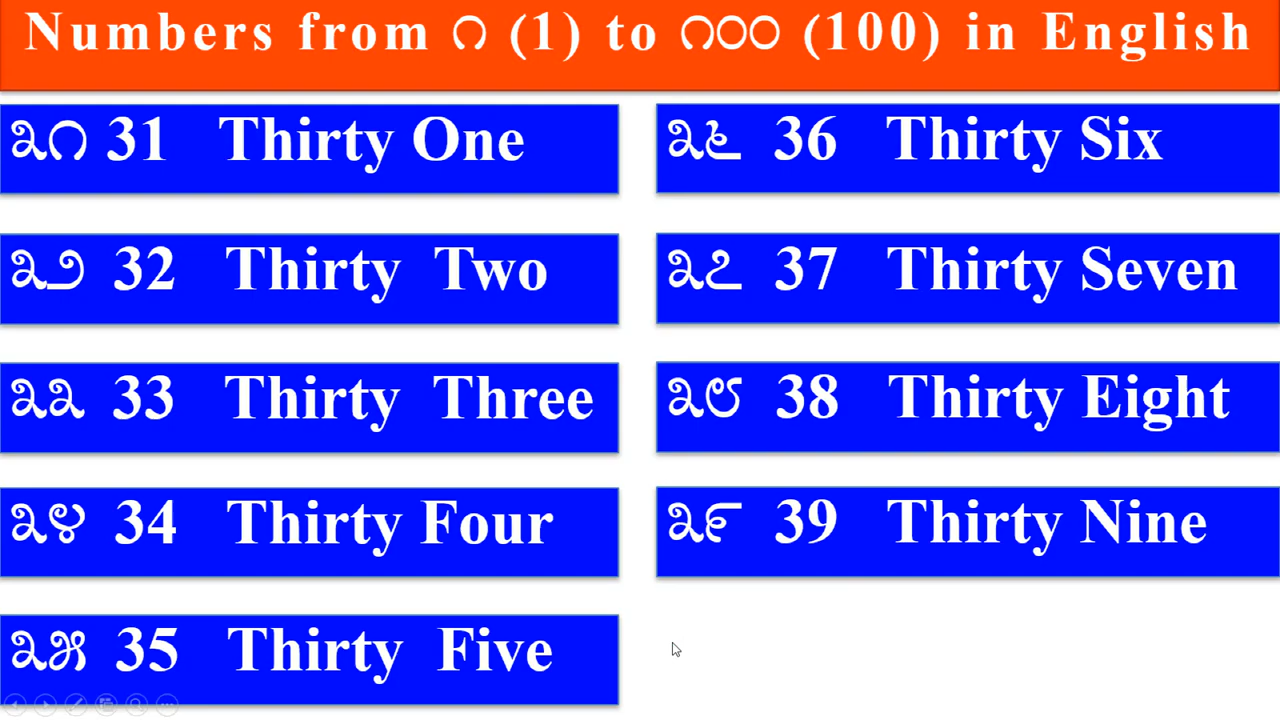 Numbers from ೧ (1) to ೧೦೦ (100) in English
೩೧ 31 Thirty One
೩೨ 32 Thirty Two
೩೩ 33 Thirty Three
೩೪ 34 Thirty Four
೩೫ 35 Thirty Five
೩೬ 36 Thirty Six
೩೭ 37 Thirty Seven
೩೮ 38 Thirty Eight
೩೯ 39 Thirty Nine